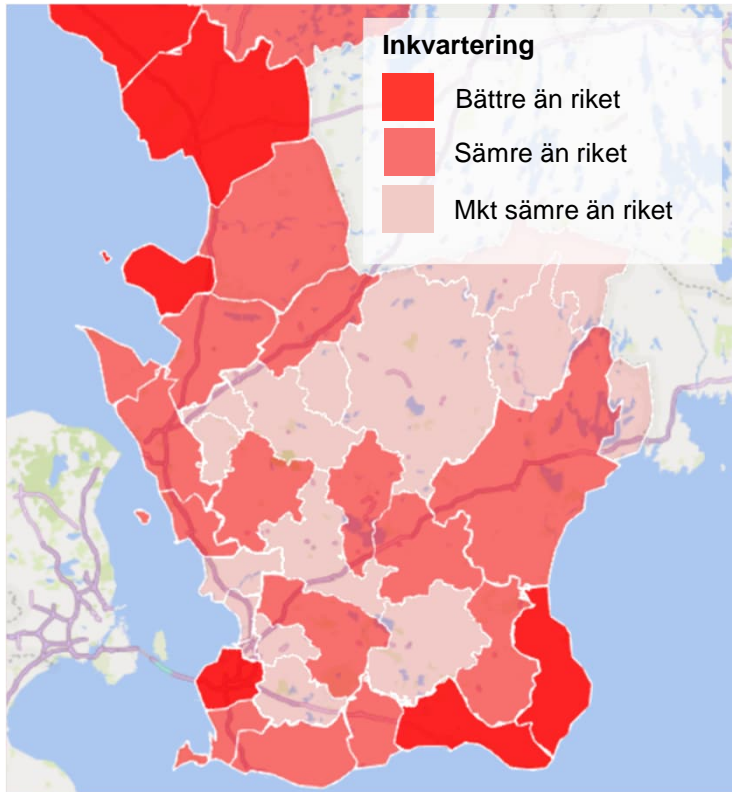 Inkvartering
Bättre än riket
Sämre än riket
Mkt sämre än riket